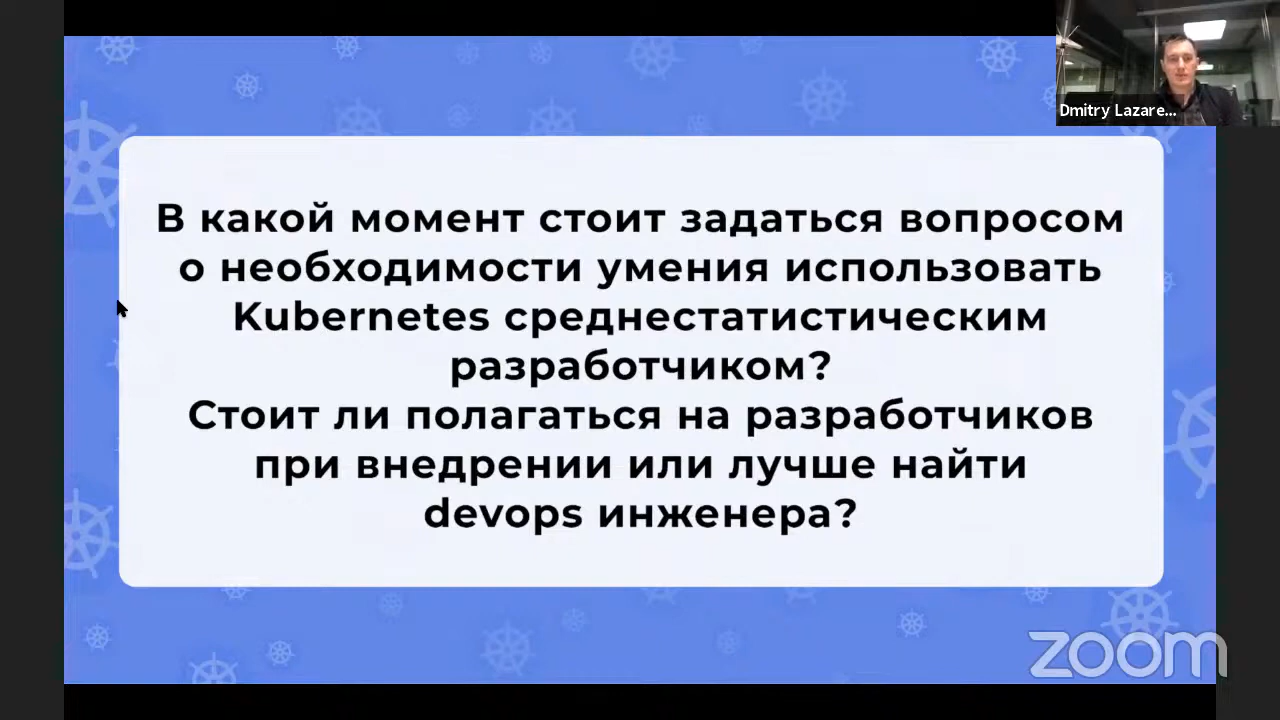 Dmitry Lazare...
В какой момент стоит задаться вопросом
о необходимости умения использовать
Kubernetes среднестатистическим
разработчиком?
Стоит ли полагаться на разработчиков
при внедрении или лучше найти
devops инженера?
zoom